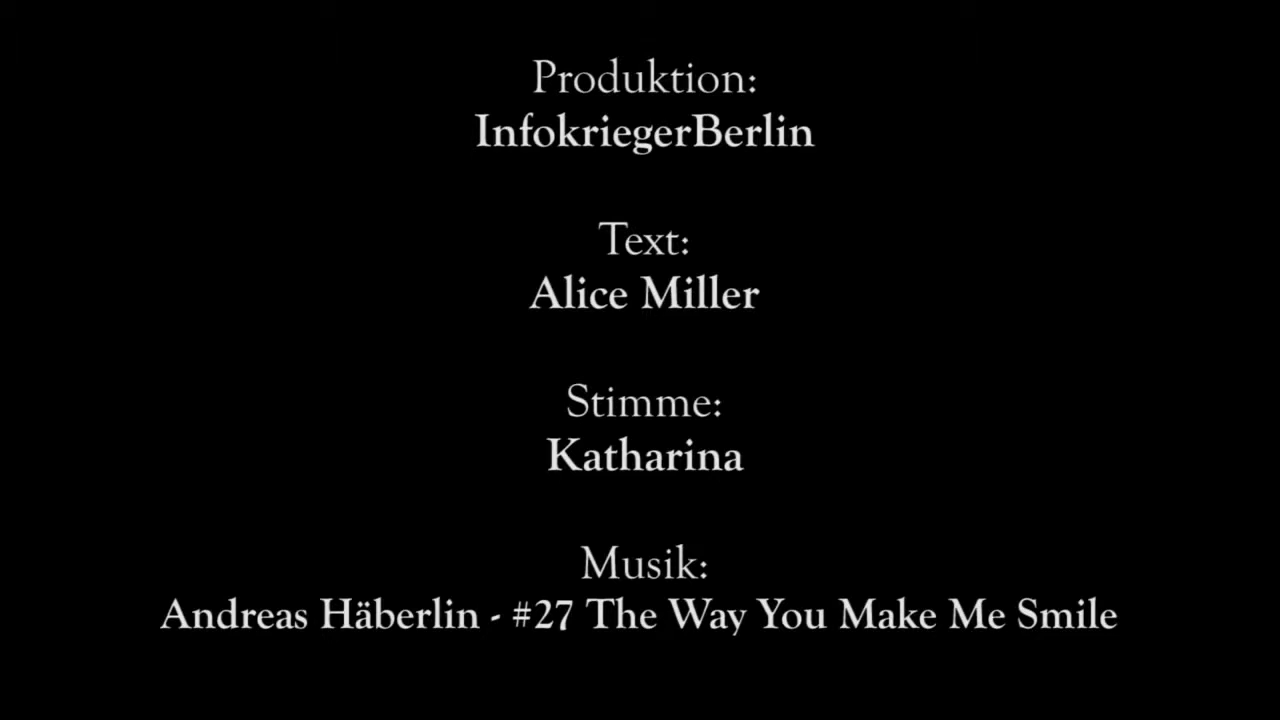 Produktion:
InfokriegerBerlin
Text:
Alice Miller
Stimme:
Katharina
Musik:
Andreas Häberlin - #27 The Way You Make Me Smile